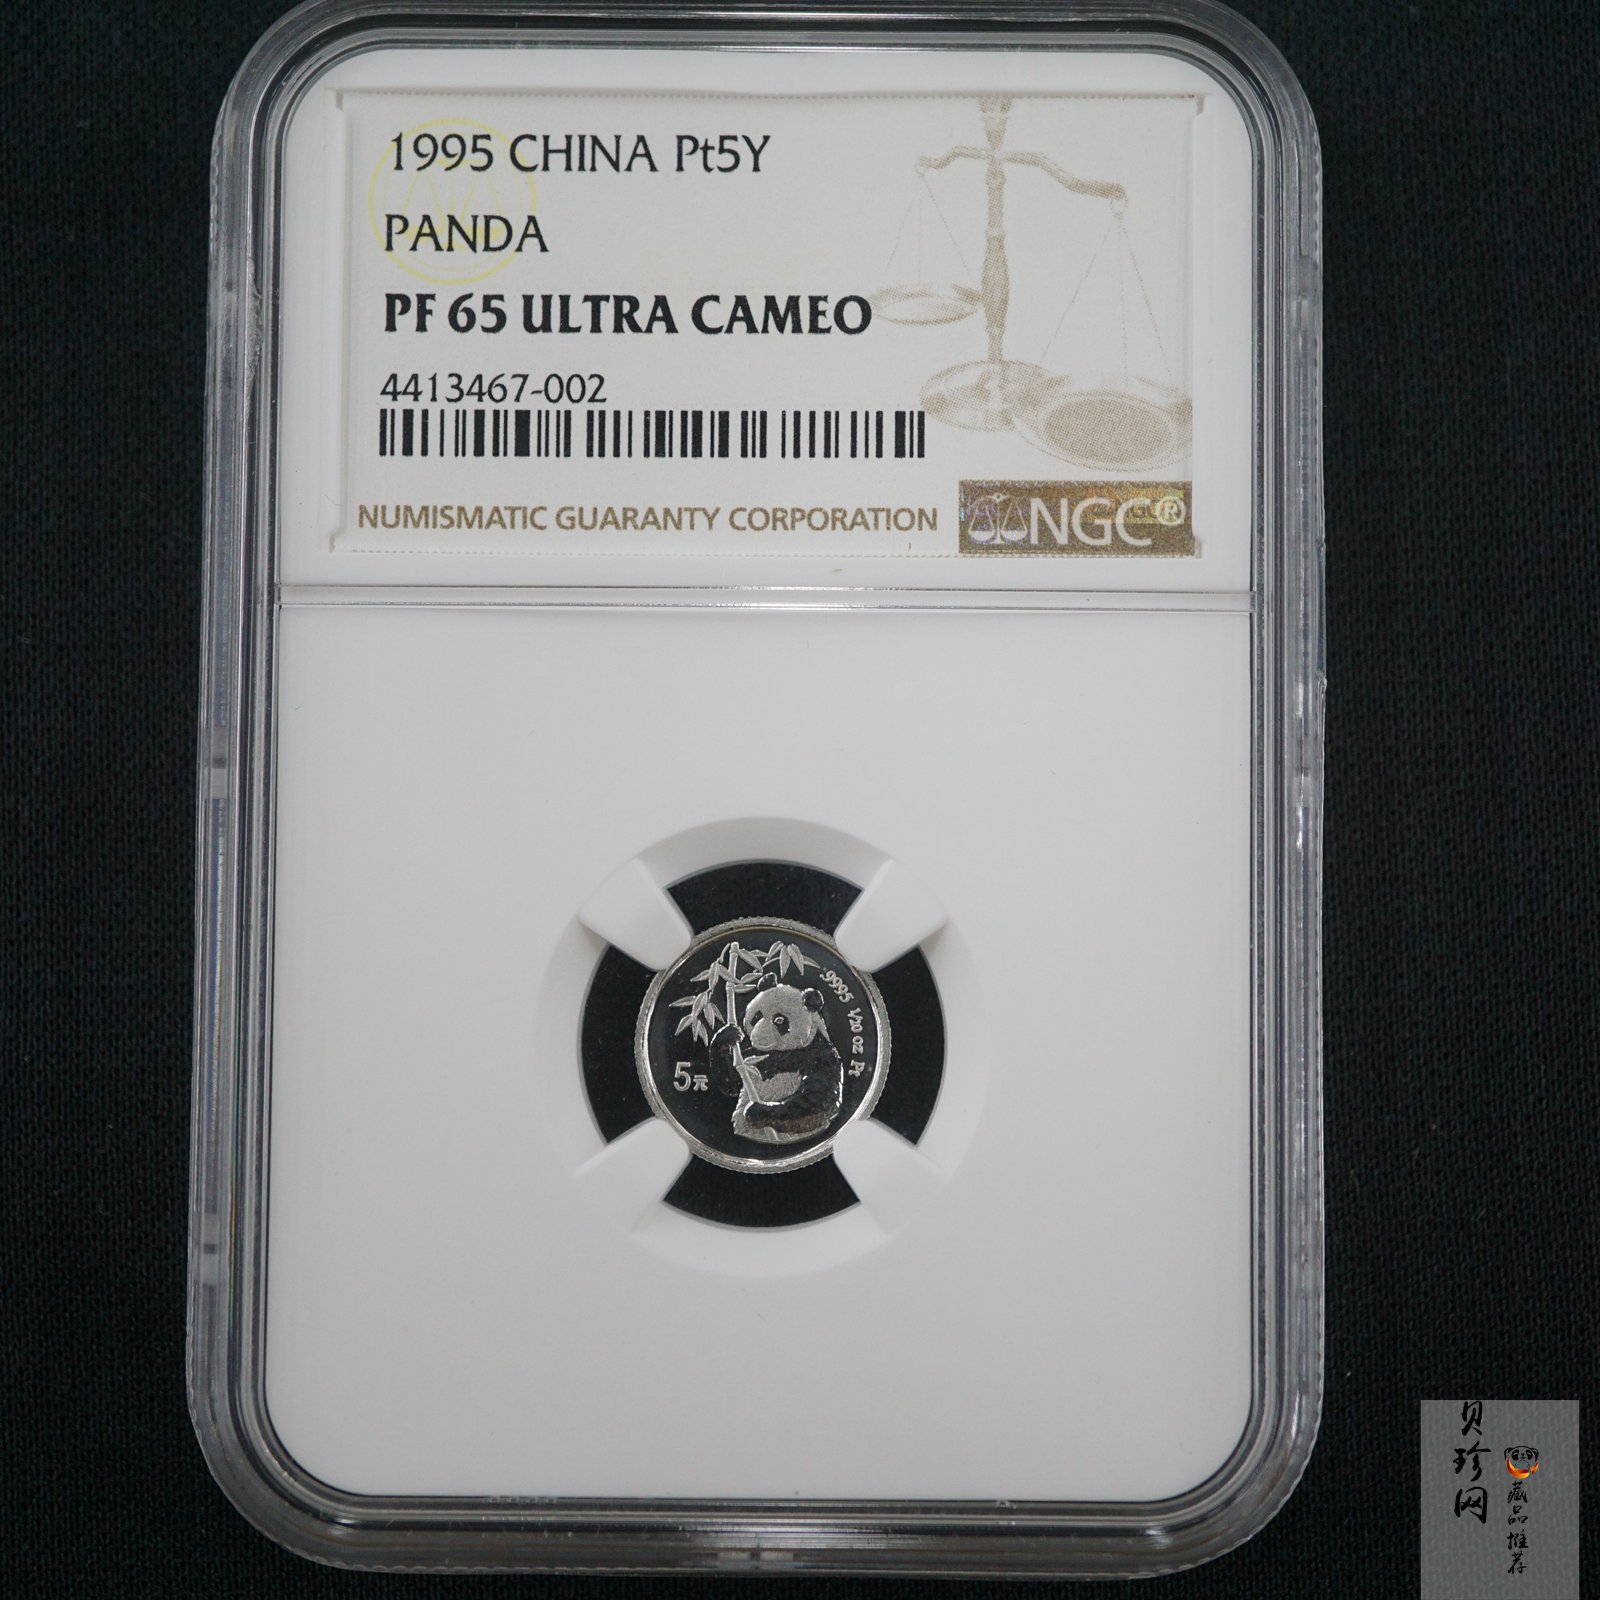 1995 CHINA Pt5Y
PANDA
PF 65 ULTRA CAMEO
4413467-002
NUMISMATIC GUARANTY CORPORATION
NGC®
.9995 1/20 OZ Pt
5元
贝珍网
藏品推荐